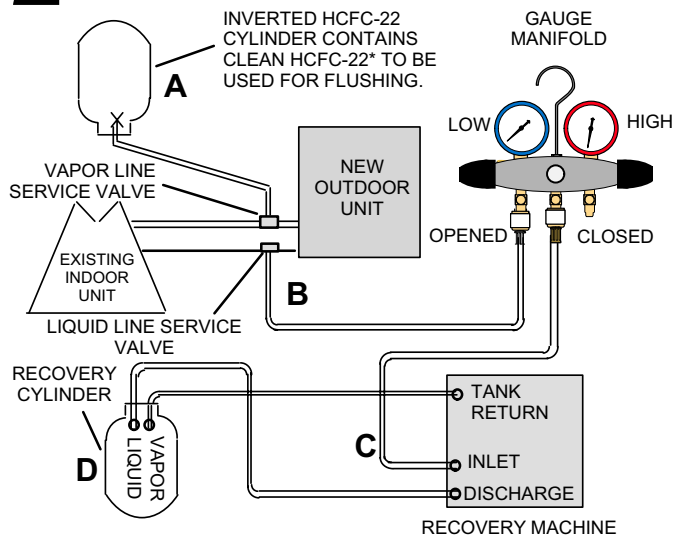 INVERTED HCFC-22
CYLINDER CONTAINS
CLEAN HCFC-22* TO BE
USED FOR FLUSHING.
A
GAUGE
MANIFOLD
LOW
HIGH
NEW
OUTDOOR
UNIT
VAPOR LINE
SERVICE VALVE
OPENED
CLOSED
EXISTING
INDOOR
UNIT
B
LIQUID LINE SERVICE
VALVE
RECOVERY
CYLINDER
TANK
RETURN
C
D
LIQUID
VAPOR
INLET
DISCHARGE
RECOVERY MACHINE